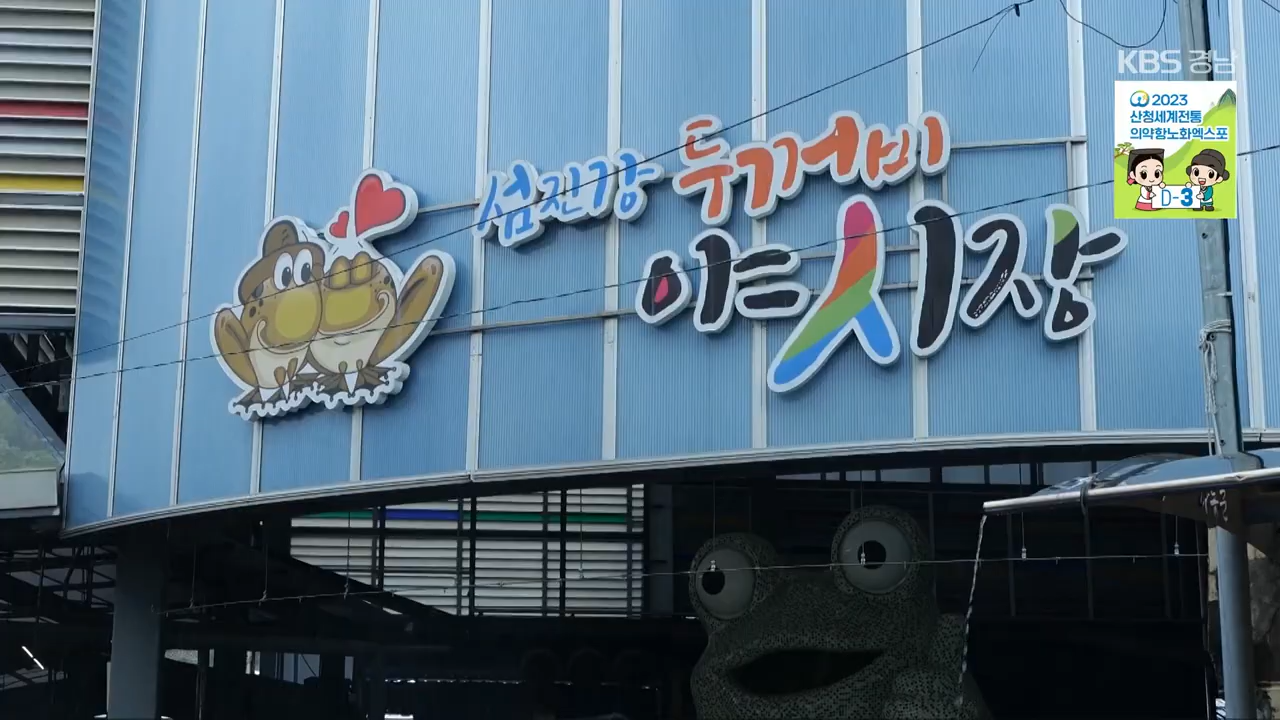 KBS 경남
2023
산청세계전통
의약항노화엑스포
D-3
섬진강 두꺼비
야시장